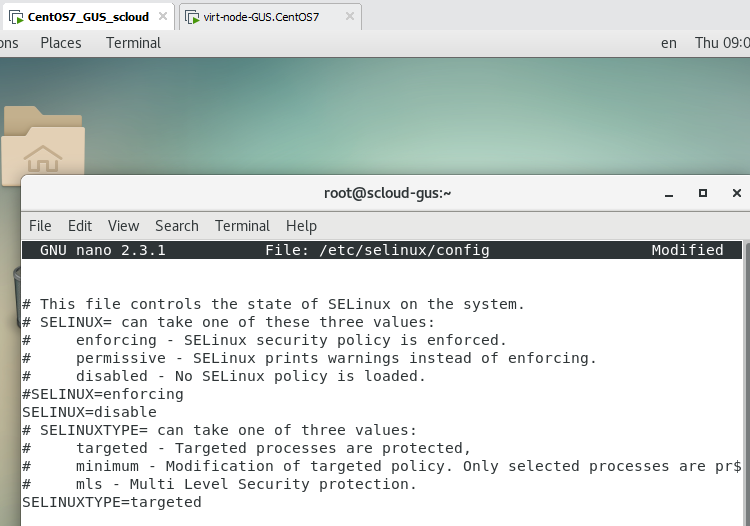 CentOS7_GUS_scloud virt-node-GUS.CentOS7
ons Places Terminal en Thu 09:0
root@scloud-gus:~
File Edit View Search Terminal Help
GNU nano 2.3.1 File: /etc/selinux/config Modified
# This file controls the state of SELinux on the system.
# SELINUX= can take one of these three values:
#     enforcing - SELinux security policy is enforced.
#     permissive - SELinux prints warnings instead of enforcing.
#     disabled - No SELinux policy is loaded.
#SELINUX=enforcing
SELINUX=disable
# SELINUXTYPE= can take one of three values:
#     targeted - Targeted processes are protected,
#     minimum - Modification of targeted policy. Only selected processes are pr$
#     mls - Multi Level Security protection.
SELINUXTYPE=targeted